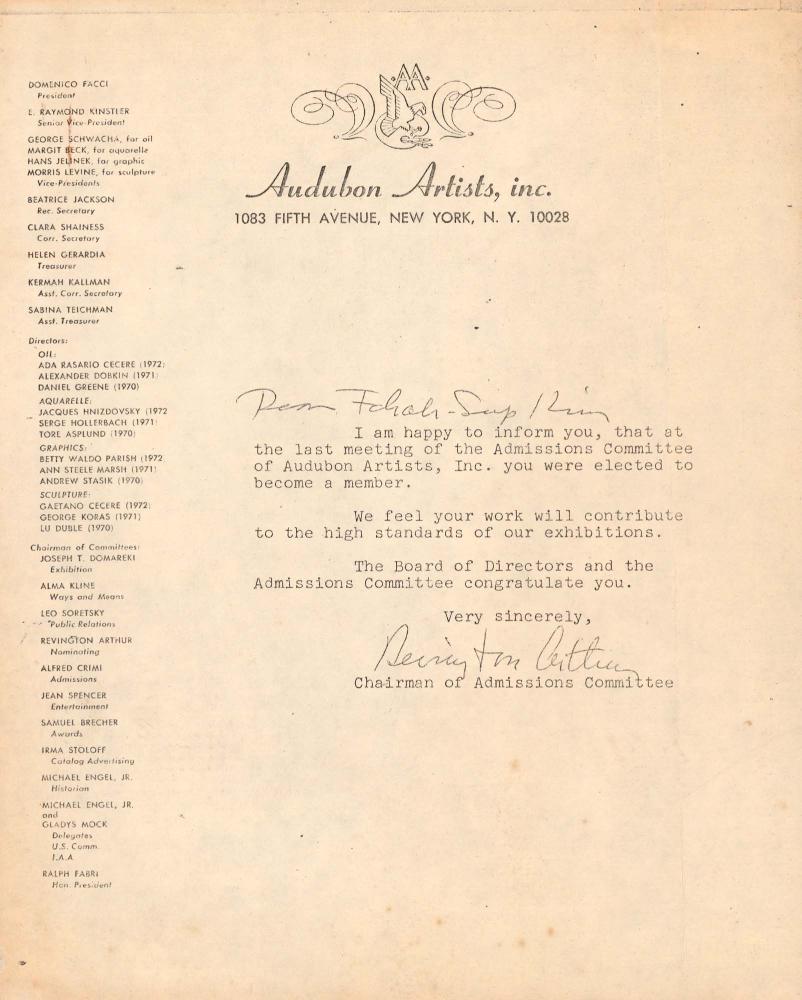 DOMENICO FACCI
President
E. RAYMOND KINSTLER
Senior Vice-President
GEORGE SCHWACHA, for oil
MARGIT BECK, for aquarelle
HANS JELINEK, for graphic
MORRIS LEVINE, for sculpture
Vice-Presidents
BEATRICE JACKSON
Rec. Secretary
CLARA SHAINESS
Corr. Secretary
HELEN GERARDIA
Treasurer
KERMAH KALLMAN
Asst. Corr. Secretary
SABINA TEICHMAN
Asst. Treasurer
Directors:
OIL:
ADA RASARIO CECERE (1972)
ALEXANDER DOBKIN (1971)
DANIEL GREENE (1970)
AQUARELLE:
JACQUES HNIZDOVSKY (1972
SERGE HOLLERBACH (1971)
TORE ASPLUND (1970)
GRAPHICS:
BETTY WALDO PARISH (1972
ANN STEELE MARSH (1971)
ANDREW STASIK (1970)
SCULPTURE:
GAETANO CECERE (1972)
GEORGE KORAS (1971)
LU DUBLE (1970)
Chairman of Committees:
JOSEPH T. DOMAREKI
Exhibition
ALMA KLINE
Ways and Means
LEO SORETSKY
Public Relations
REVINGTON ARTHUR
Nominating
ALFRED CRIMI
Admissions
JEAN SPENCER
Entertainment
SAMUEL BRECHER
Awards
IRMA STOLOFF
Catalog Advertising
MICHAEL ENGEL, JR.
Historian
MICHAEL ENGEL, JR.
and
GLADYS MOCK
Delegates
U.S. Comm.
I.A.A.
RALPH FABRI
Hon. President
AA
Audubon Artists, inc.
1083 FIFTH AVENUE, NEW YORK, N. Y. 10028
Kim
I am happy to inform you, that at
the last meeting of the Admissions Committee
of Audubon Artists, Inc. you were elected to
become a member.
We feel your work will contribute
to the high standards of our exhibitions.
The Board of Directors and the
Admissions Committee congratulate you.
Very sincerely,
Revington Arthur
Chairman of Admissions Committee